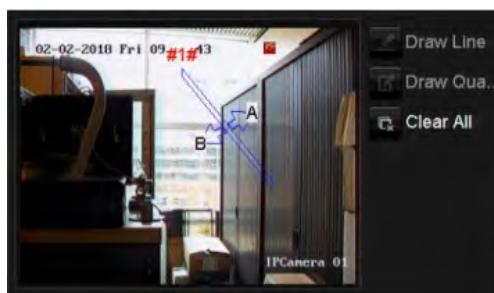 02-02-2018 Fri 09 43
#1#
A
B
IPCamera 01
Draw Line
Draw Qua..
Clear All